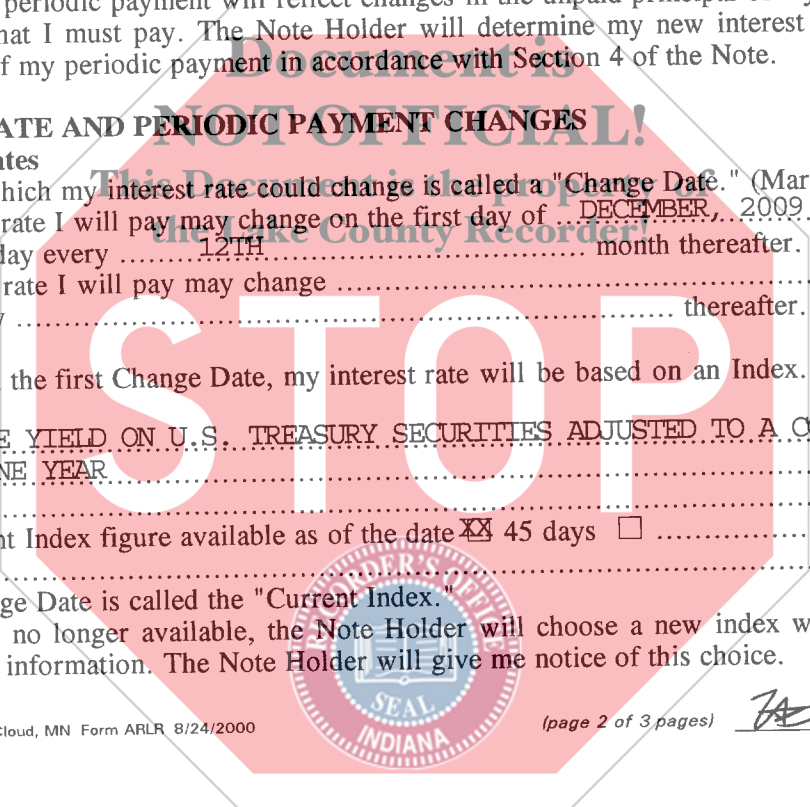 periodic payment will reflect changes in the unpaid principal
hat I must pay. The Note Holder will determine my new interest
f my periodic payment in accordance with Section 4 of the Note.
Document is
NOT OFFICIAL!
This Document is the property of
the Lake County Recorder!
STOP
ATE AND PERIODIC PAYMENT CHANGES
ates
hich my interest rate could change is called a "Change Date." (Mar
rate I will pay may change on the first day of ..DECEMBER, 2009.
day every ........12TH........................................ month thereafter.
rate I will pay may change ....................................................
y ............................................................................ thereafter.
the first Change Date, my interest rate will be based on an Index.
E YIELD ON U.S. TREASURY SECURITIES ADJUSTED TO A CO
NE YEAR
nt Index figure available as of the date XX 45 days ☐ ................
ge Date is called the "Current Index."
no longer available, the Note Holder will choose a new index w
information. The Note Holder will give me notice of this choice.
RECORDER'S OFFICE
SEAL
INDIANA
Cloud, MN Form ARLR 8/24/2000
(page 2 of 3 pages)